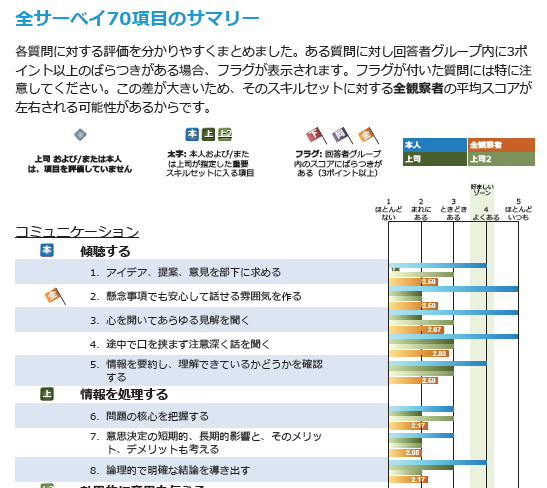 全サーベイ70項目のサマリー
各質問に対する評価を分かりやすくまとめました。ある質問に対し回答者グループ内に3ポ
イント以上のばらつきがある場合、フラグが表示されます。フラグが付いた質問には特に注
意してください。この差が大きいため、そのスキルセットに対する全観察者の平均スコアが
左右される可能性があるからです。
上司 および/または本人
は、項目を評価していません
本 上 上2
太字: 本人および/また
は上司が指定した重要
スキルセットに入る項目
下 同 全
フラグ: 回答者グループ
内のスコアにばらつきが
ある（3ポイント以上）
本人 全観察者
上司 上司2
好ましい
ゾーン
1 2 3 4 5
ほとんど
ない
まれに
ある
ときどき
ある
よくある
ほとんど
いつも
コミュニケーション
本 傾聴する
1. アイデア、提案、意見を部下に求める
2.50
全 2. 懸念事項でも安心して話せる雰囲気を作る
2.50
3. 心を開いてあらゆる見解を聞く
2.67
4. 途中で口を挟まず注意深く話を聞く
2.83
5. 情報を要約し、理解できているかどうかを確認
する
2.50
上 情報を処理する
6. 問題の核心を把握する
2.17
7. 意思決定の短期的、長期的影響と、そのメリッ
ト、デメリットも考える
2.00
8. 論理的で明確な結論を導き出す
2.17